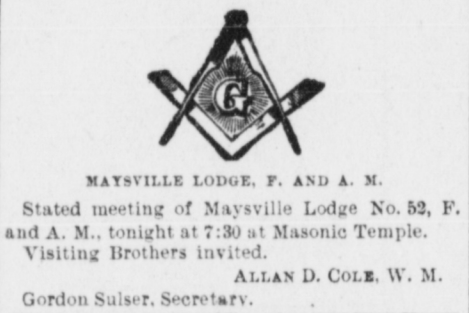 G
MAYSVILLE LODGE, F. AND A. M.
Stated meeting of Maysville Lodge No. 52, F.
and A. M., tonight at 7:30 at Masonic Temple.
Visiting Brothers invited.
ALLAN D. COLE, W. M.
Gordon Sulser, Secretary.